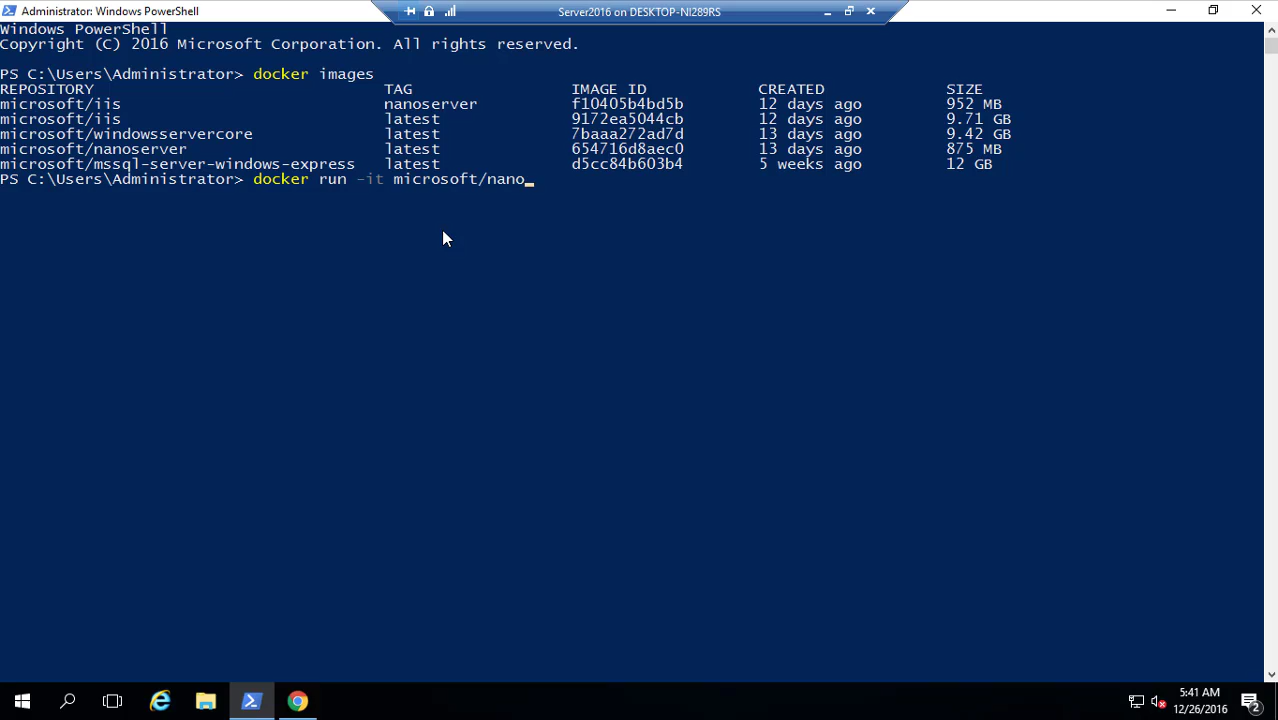 Administrator: Windows PowerShell
Server2016 on DESKTOP-NI289RS
Windows PowerShell
Copyright (C) 2016 Microsoft Corporation. All rights reserved.
PS C:\Users\Administrator> docker images
REPOSITORY TAG IMAGE ID CREATED SIZE
microsoft/iis nanoserver f10405b4bd5b 12 days ago 952 MB
microsoft/iis latest 9172ea5044cb 12 days ago 9.71 GB
microsoft/windowsservercore latest 7baaa272ad7d 13 days ago 9.42 GB
microsoft/nanoserver latest 654716d8aec0 13 days ago 875 MB
microsoft/mssql-server-windows-express latest d5cc84b603b4 5 weeks ago 12 GB
PS C:\Users\Administrator> docker run -it microsoft/nano_
5:41 AM
12/26/2016
2